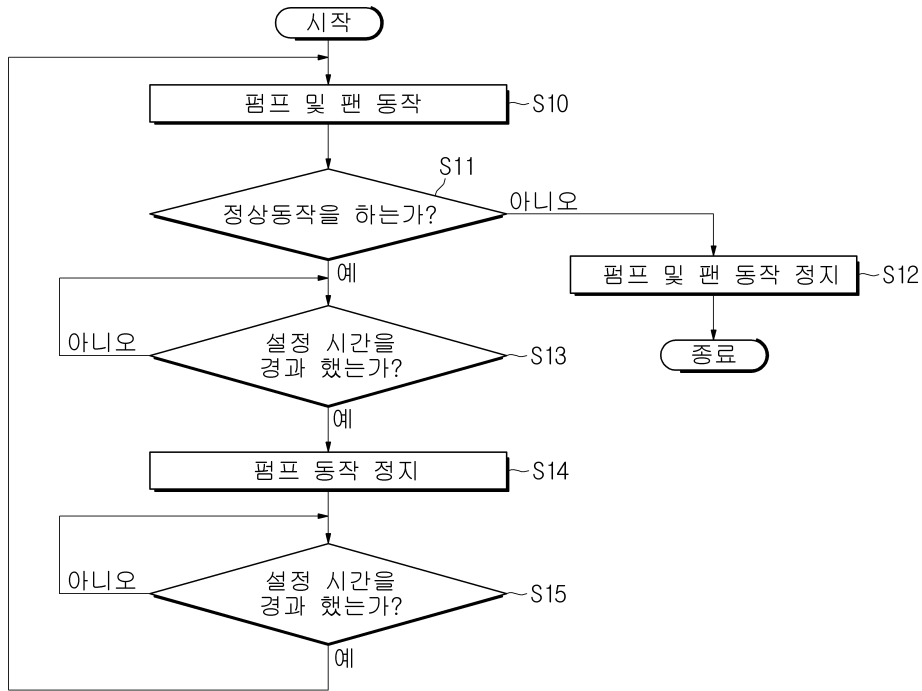 시작
펌프 및 팬 동작
S10
S11
정상동작을 하는가?
아니오
예
펌프 및 팬 동작 정지
S12
종료
설정 시간을
경과 했는가?
아니오
S13
예
펌프 동작 정지
S14
설정 시간을
경과 했는가?
아니오
S15
예